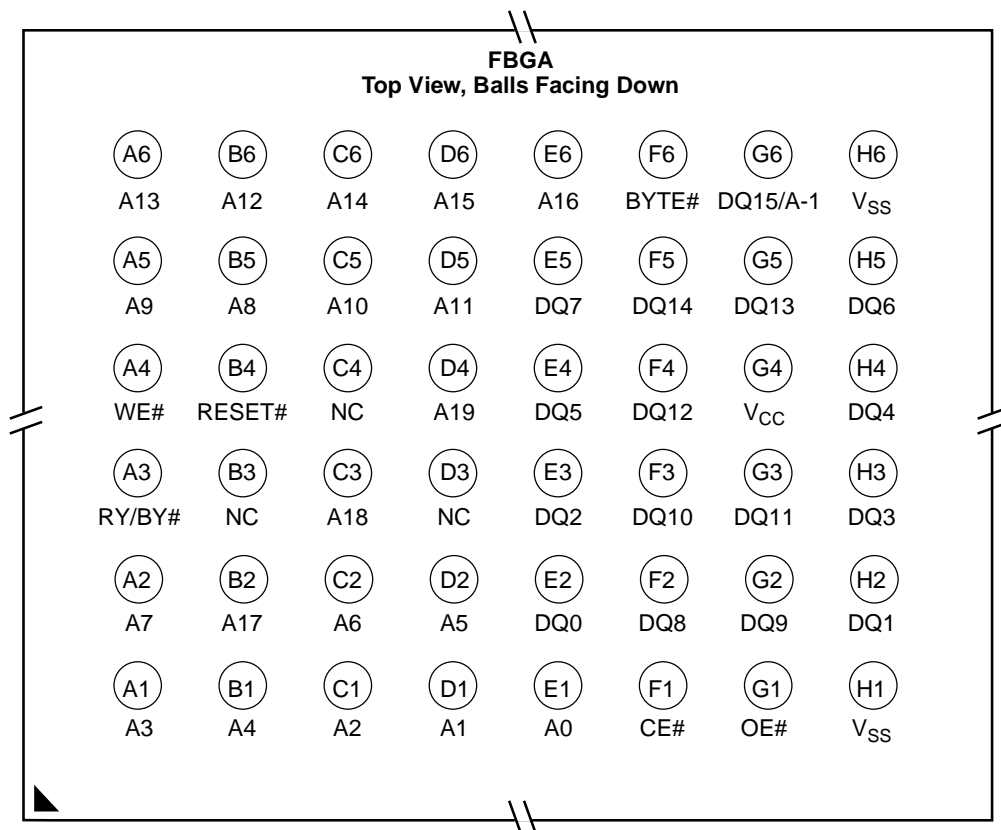 FBGA
Top View, Balls Facing Down
A6 B6 C6 D6 E6 F6 G6 H6
A13 A12 A14 A15 A16 BYTE# DQ15/A-1 VSS
A5 B5 C5 D5 E5 F5 G5 H5
A9 A8 A10 A11 DQ7 DQ14 DQ13 DQ6
A4 B4 C4 D4 E4 F4 G4 H4
WE# RESET# NC A19 DQ5 DQ12 VCC DQ4
A3 B3 C3 D3 E3 F3 G3 H3
RY/BY# NC A18 NC DQ2 DQ10 DQ11 DQ3
A2 B2 C2 D2 E2 F2 G2 H2
A7 A17 A6 A5 DQ0 DQ8 DQ9 DQ1
A1 B1 C1 D1 E1 F1 G1 H1
A3 A4 A2 A1 A0 CE# OE# VSS